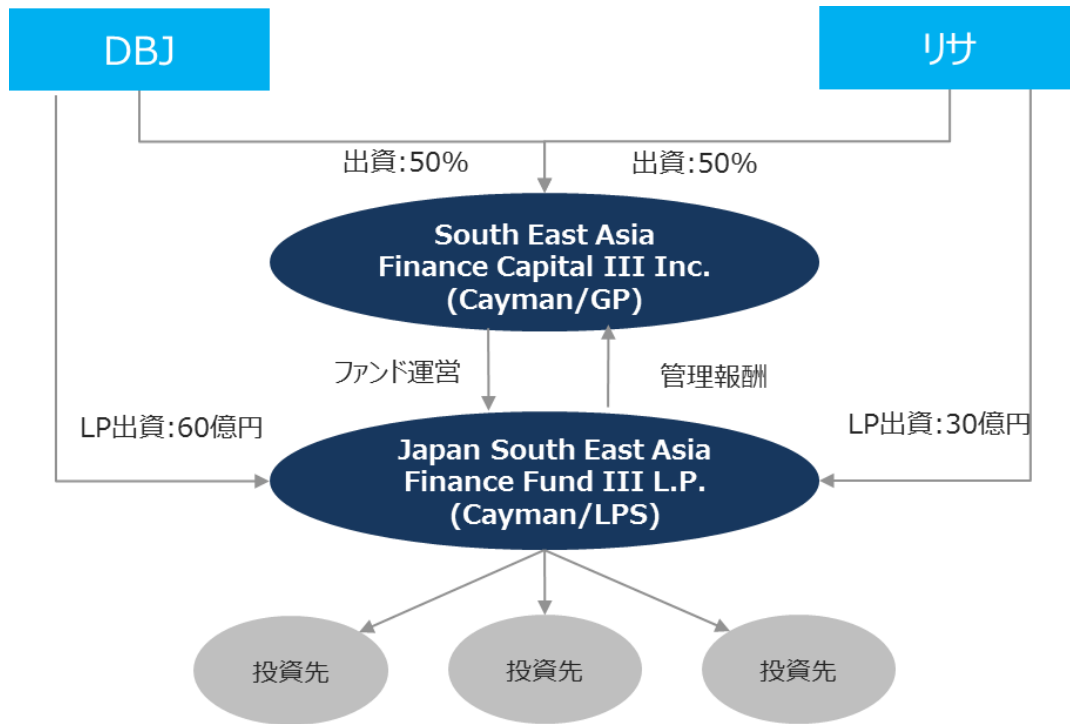 DBJ
リサ
出資:50%
出資:50%
South East Asia
Finance Capital III Inc.
(Cayman/GP)
ファンド運営
管理報酬
LP出資:60億円
LP出資:30億円
Japan South East Asia
Finance Fund III L.P.
(Cayman/LPS)
投資先
投資先
投資先